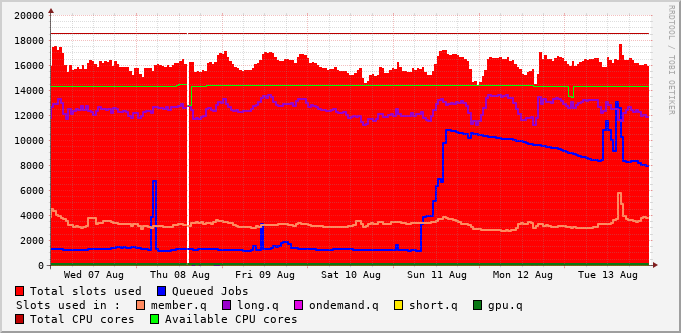 20000
18000
16000
14000
12000
10000
8000
6000
4000
2000
0
Wed 07 Aug Thu 08 Aug Fri 09 Aug Sat 10 Aug Sun 11 Aug Mon 12 Aug Tue 13 Aug
Total slots used Queued Jobs
Slots used in : member.q long.q ondemand.q short.q gpu.q
Total CPU cores Available CPU cores
RRDTOOL / TOBI OETIKER